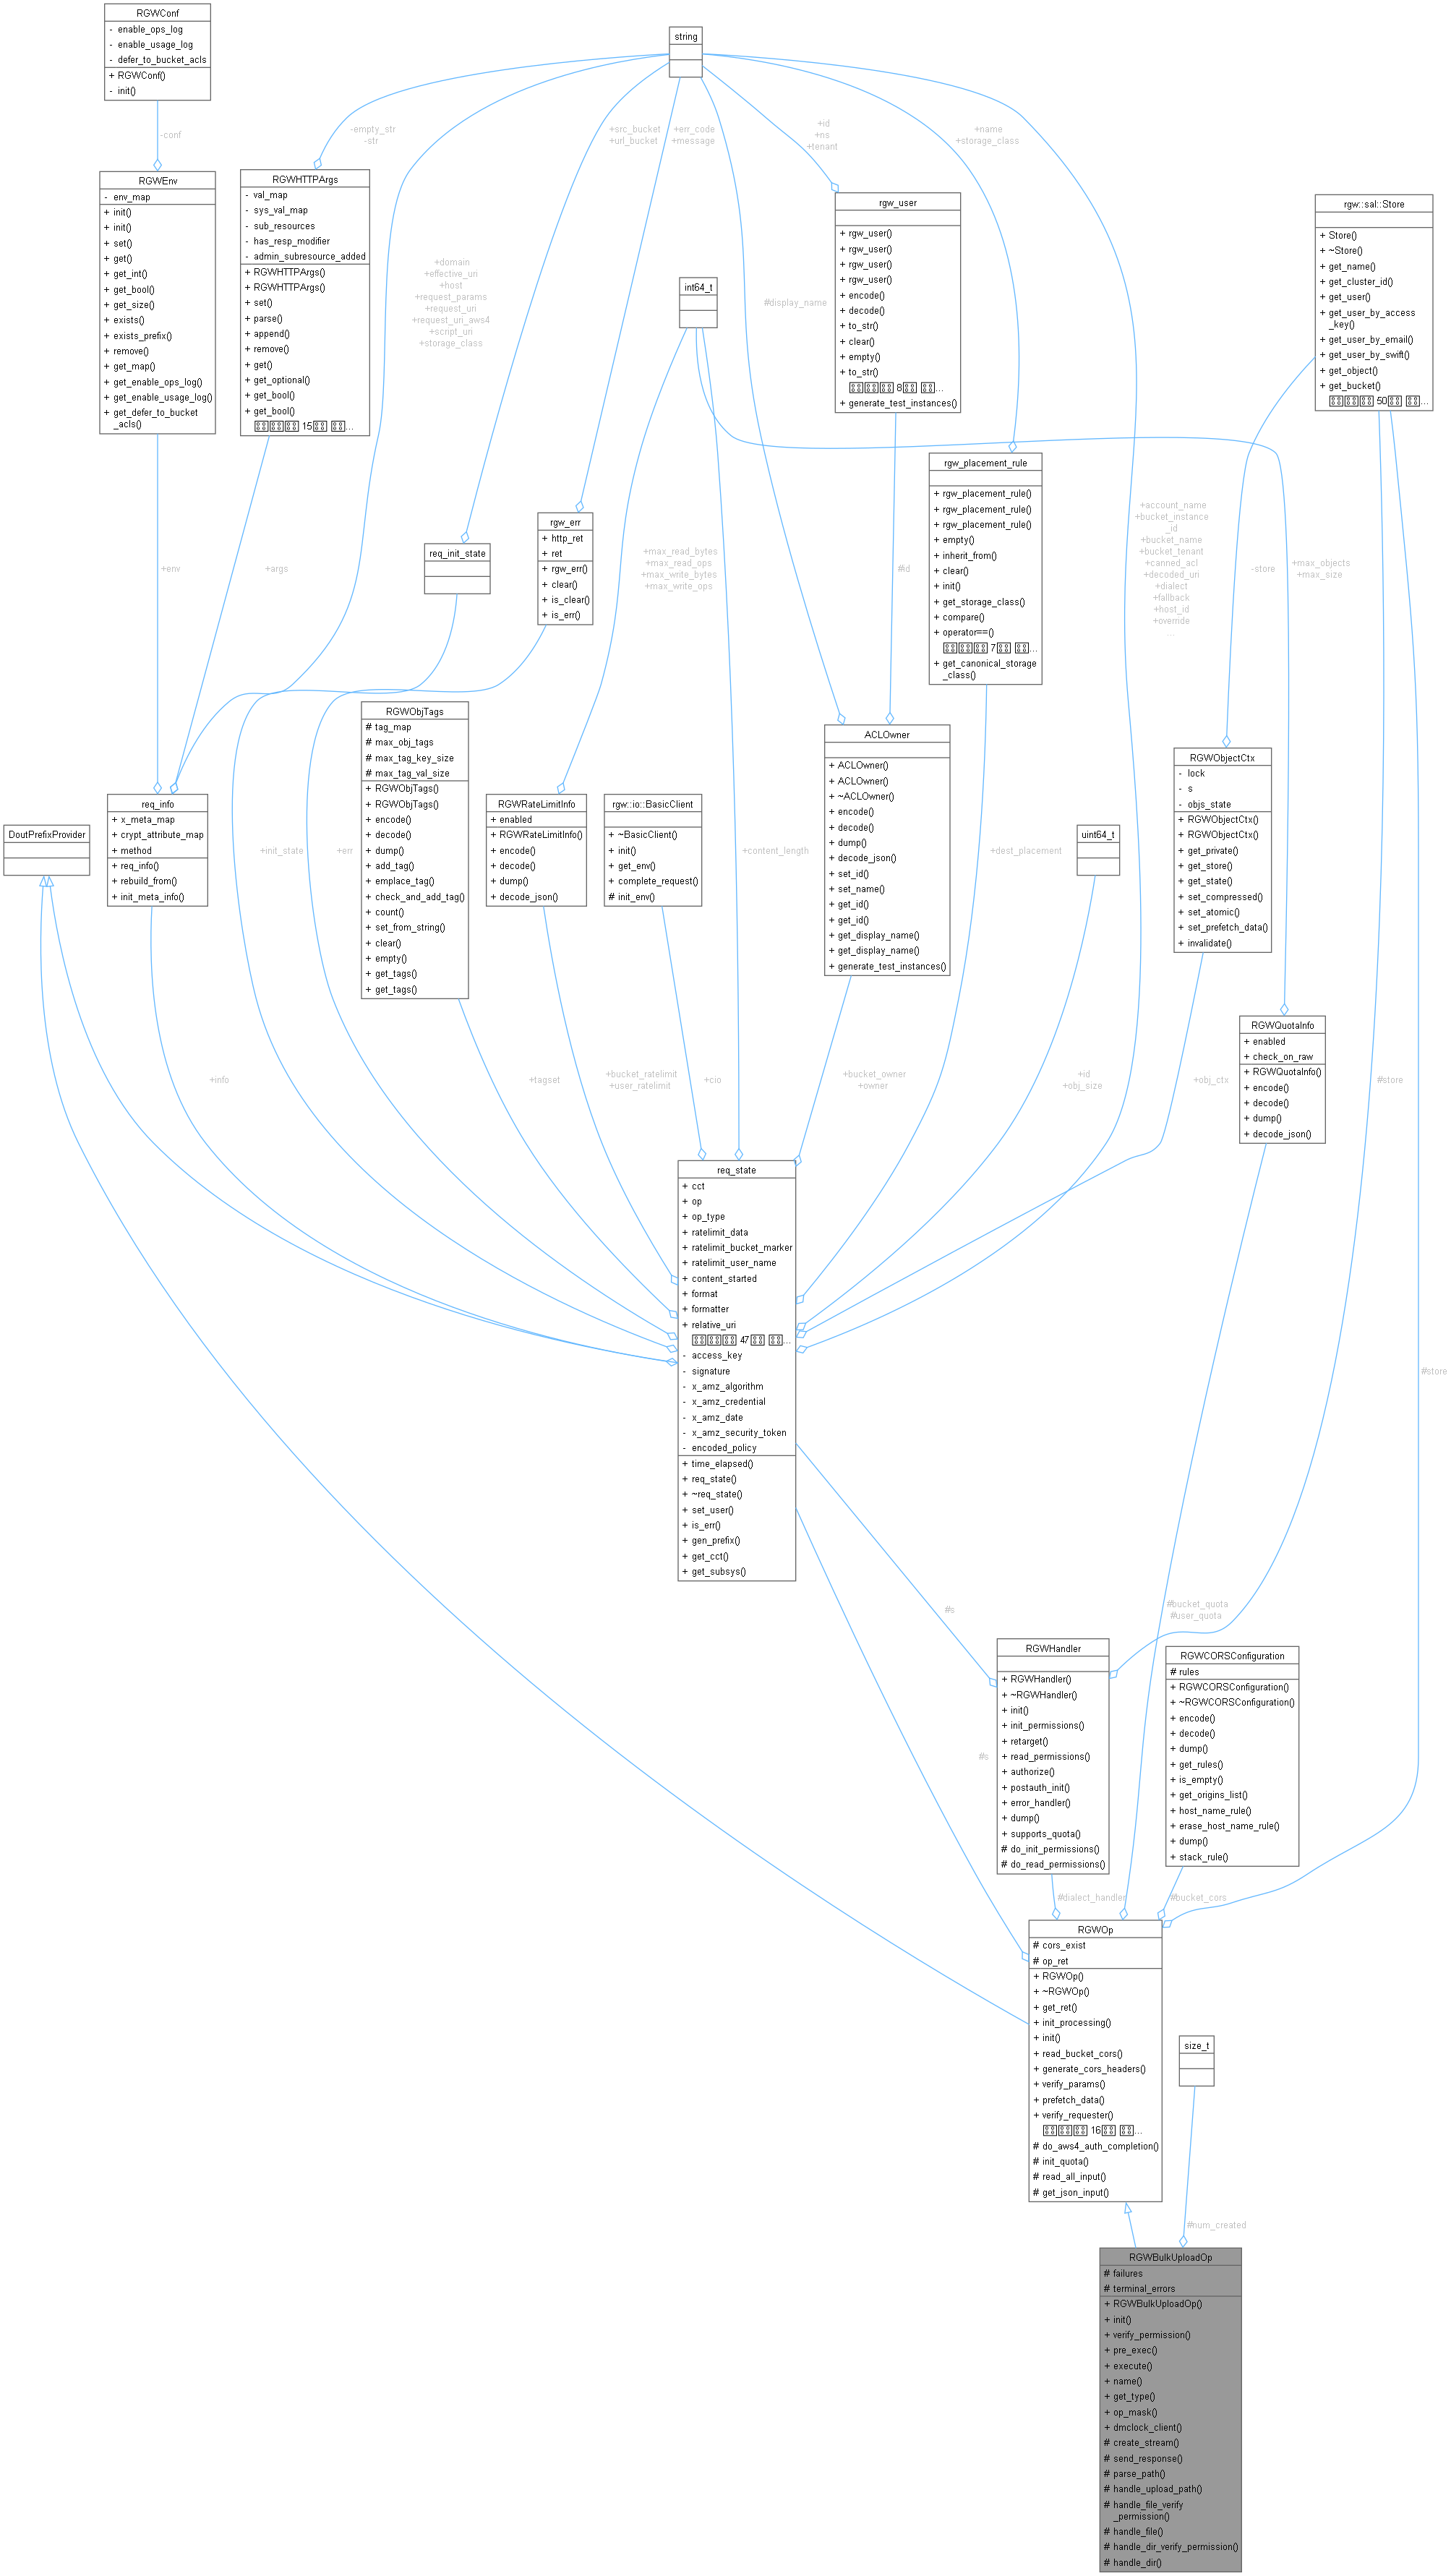 RGWConf
- enable_ops_log
- enable_usage_log
- defer_to_bucket_acls
+ RGWConf()
- init()
string
-conf
-empty_str
-str
+src_bucket
+url_bucket
+err_code
+message
+id
+ns
+tenant
+name
+storage_class
RGWEnv
- env_map
+ init()
+ init()
+ set()
+ get()
+ get_int()
+ get_bool()
+ get_size()
+ exists()
+ exists_prefix()
+ remove()
+ get_map()
+ get_enable_ops_log()
+ get_enable_usage_log()
+ get_defer_to_bucket
_acls()
RGWHTTPArgs
- val_map
- sys_val_map
- sub_resources
- has_resp_modifier
- admin_subresource_added
+ RGWHTTPArgs()
+ RGWHTTPArgs()
+ set()
+ parse()
+ append()
+ remove()
+ get()
+ get_optional()
+ get_bool()
+ get_bool()
15
...
rgw_user
+ rgw_user()
+ rgw_user()
+ rgw_user()
+ rgw_user()
+ encode()
+ decode()
+ to_str()
+ clear()
+ empty()
+ to_str()
8
...
+ generate_test_instances()
rgw::sal::Store
+ Store()
+ ~Store()
+ get_name()
+ get_cluster_id()
+ get_user()
+ get_user_by_access
_key()
+ get_user_by_email()
+ get_user_by_swift()
+ get_object()
+ get_bucket()
50
...
+domain
+effective_uri
+host
+request_params
+request_uri
+request_uri_aws4
+script_uri
+storage_class
int64_t
#display_name
rgw_placement_rule
+ rgw_placement_rule()
+ rgw_placement_rule()
+ rgw_placement_rule()
+ empty()
+ inherit_from()
+ clear()
+ init()
+ get_storage_class()
+ compare()
+ operator==()
7
...
+ get_canonical_storage
_class()
rgw_err
+ http_ret
+ ret
+ rgw_err()
+ clear()
+ is_clear()
+ is_err()
req_init_state
+env
+args
+max_read_bytes
+max_read_ops
+max_write_bytes
+max_write_ops
#id
+account_name
+bucket_instance
_id
+bucket_name
+bucket_tenant
+canned_acl
+decoded_uri
+dialect
+fallback
+host_id
+override
...
-store
+max_objects
+max_size
RGWObjTags
# tag_map
# max_obj_tags
# max_tag_key_size
# max_tag_val_size
+ RGWObjTags()
+ RGWObjTags()
+ encode()
+ decode()
+ dump()
+ add_tag()
+ emplace_tag()
+ check_and_add_tag()
+ count()
+ set_from_string()
+ clear()
+ empty()
+ get_tags()
+ get_tags()
ACLOwner
+ ACLOwner()
+ ACLOwner()
+ ~ACLOwner()
+ encode()
+ decode()
+ dump()
+ decode_json()
+ set_id()
+ set_name()
+ get_id()
+ get_id()
+ get_display_name()
+ get_display_name()
+ generate_test_instances()
RGWObjectCtx
- lock
- s
- objs_state
+ RGWObjectCtx()
+ RGWObjectCtx()
+ get_private()
+ get_store()
+ get_state()
+ set_compressed()
+ set_atomic()
+ set_prefetch_data()
+ invalidate()
req_info
+ x_meta_map
+ crypt_attribute_map
+ method
+ req_info()
+ rebuild_from()
+ init_meta_info()
RGWRateLimitInfo
+ enabled
+ RGWRateLimitInfo()
+ encode()
+ decode()
+ dump()
+ decode_json()
rgw::io::BasicClient
+ ~BasicClient()
+ init()
+ get_env()
+ complete_request()
# init_env()
DoutPrefixProvider
uint64_t
+init_state
+err
+content_length
+dest_placement
RGWQuotaInfo
+ enabled
+ check_on_raw
+ RGWQuotaInfo()
+ encode()
+ decode()
+ dump()
+ decode_json()
+info
+tagset
+bucket_ratelimit
+user_ratelimit
+cio
+bucket_owner
+owner
+id
+obj_size
+obj_ctx
#store
req_state
+ cct
+ op
+ op_type
+ ratelimit_data
+ ratelimit_bucket_marker
+ ratelimit_user_name
+ content_started
+ format
+ formatter
+ relative_uri
47
...
- access_key
- signature
- x_amz_algorithm
- x_amz_credential
- x_amz_date
- x_amz_security_token
- encoded_policy
+ time_elapsed()
+ req_state()
+ ~req_state()
+ set_user()
+ is_err()
+ gen_prefix()
+ get_cct()
+ get_subsys()
#store
#s
#bucket_quota
#user_quota
RGWHandler
+ RGWHandler()
+ ~RGWHandler()
+ init()
+ init_permissions()
+ retarget()
+ read_permissions()
+ authorize()
+ postauth_init()
+ error_handler()
+ dump()
+ supports_quota()
# do_init_permissions()
# do_read_permissions()
RGWCORSConfiguration
# rules
+ RGWCORSConfiguration()
+ ~RGWCORSConfiguration()
+ encode()
+ decode()
+ dump()
+ get_rules()
+ is_empty()
+ get_origins_list()
+ host_name_rule()
+ erase_host_name_rule()
+ dump()
+ stack_rule()
#s
#dialect_handler
#bucket_cors
RGWOp
# cors_exist
# op_ret
+ RGWOp()
+ ~RGWOp()
+ get_ret()
+ init_processing()
+ init()
+ read_bucket_cors()
+ generate_cors_headers()
+ verify_params()
+ prefetch_data()
+ verify_requester()
16
...
# do_aws4_auth_completion()
# init_quota()
# read_all_input()
# get_json_input()
size_t
#num_created
RGWBulkUploadOp
# failures
# terminal_errors
+ RGWBulkUploadOp()
+ init()
+ verify_permission()
+ pre_exec()
+ execute()
+ name()
+ get_type()
+ op_mask()
+ dmclock_client()
# create_stream()
# send_response()
# parse_path()
# handle_upload_path()
# handle_file_verify
_permission()
# handle_file()
# handle_dir_verify_permission()
# handle_dir()